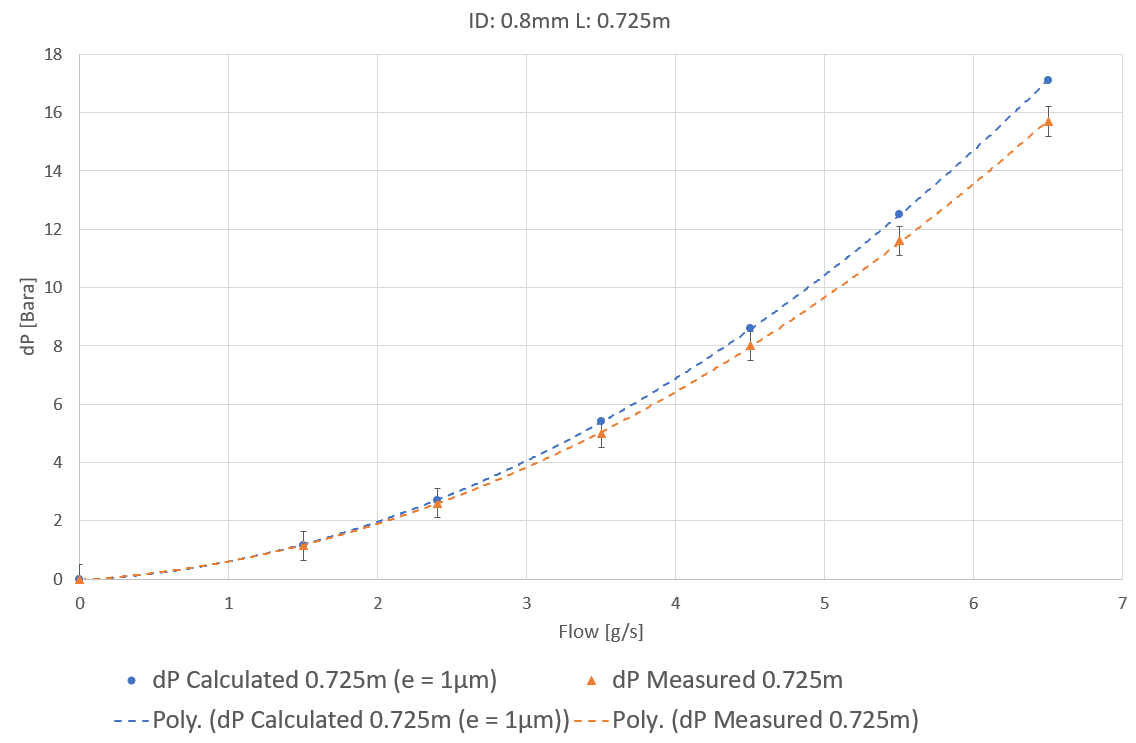 ID: 0.8mm L: 0.725m
18
16
14
12
10
8
6
4
2
0
dP [Bara]
0 1 2 3 4 5 6 7
Flow [g/s]
dP Calculated 0.725m (e = 1μm) dP Measured 0.725m
Poly. (dP Calculated 0.725m (e = 1μm)) Poly. (dP Measured 0.725m)